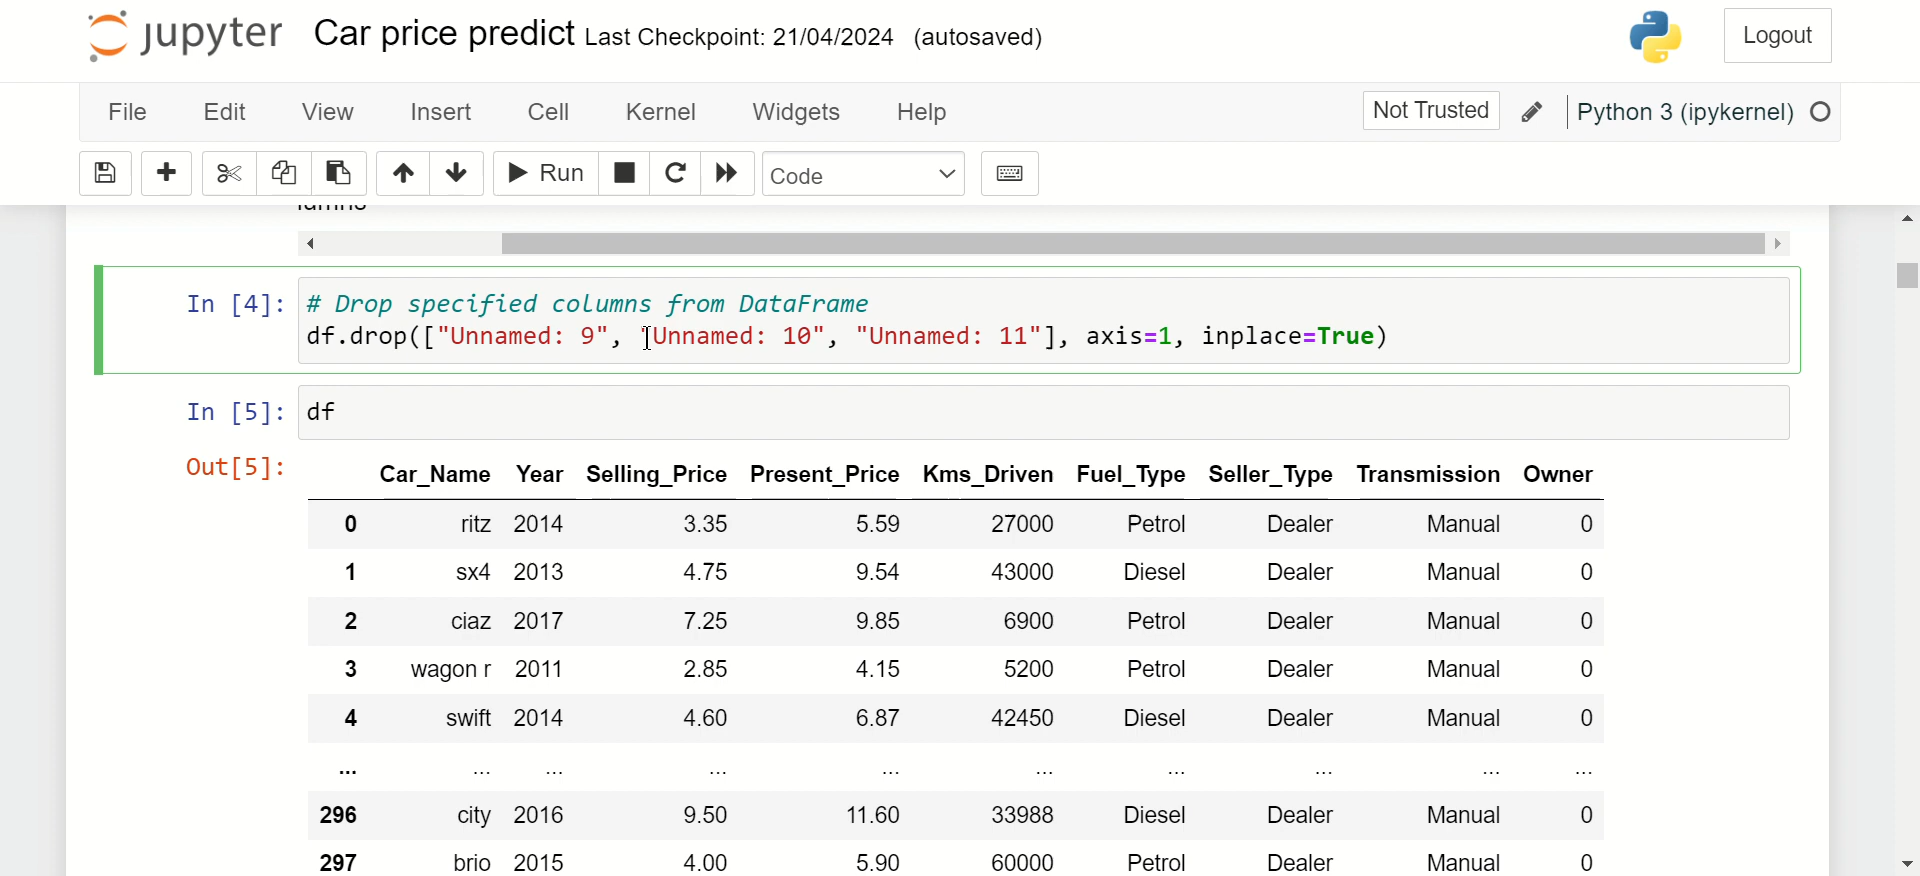 jupyter Car price predict Last Checkpoint: 21/04/2024 (autosaved) Logout
File Edit View Insert Cell Kernel Widgets Help Not Trusted Python 3 (ipykernel)
Run Code
In [4]: # Drop specified columns from DataFrame
df.drop(["Unnamed: 9", "Unnamed: 10", "Unnamed: 11"], axis=1, inplace=True)
In [5]: df
Out[5]:
Car_Name Year Selling_Price Present_Price Kms_Driven Fuel_Type Seller_Type Transmission Owner
0 ritz 2014 3.35 5.59 27000 Petrol Dealer Manual 0
1 sx4 2013 4.75 9.54 43000 Diesel Dealer Manual 0
2 ciaz 2017 7.25 9.85 6900 Petrol Dealer Manual 0
3 wagon r 2011 2.85 4.15 5200 Petrol Dealer Manual 0
4 swift 2014 4.60 6.87 42450 Diesel Dealer Manual 0
... ... ... ... ... ... ... ... ... ...
296 city 2016 9.50 11.60 33988 Diesel Dealer Manual 0
297 brio 2015 4.00 5.90 60000 Petrol Dealer Manual 0